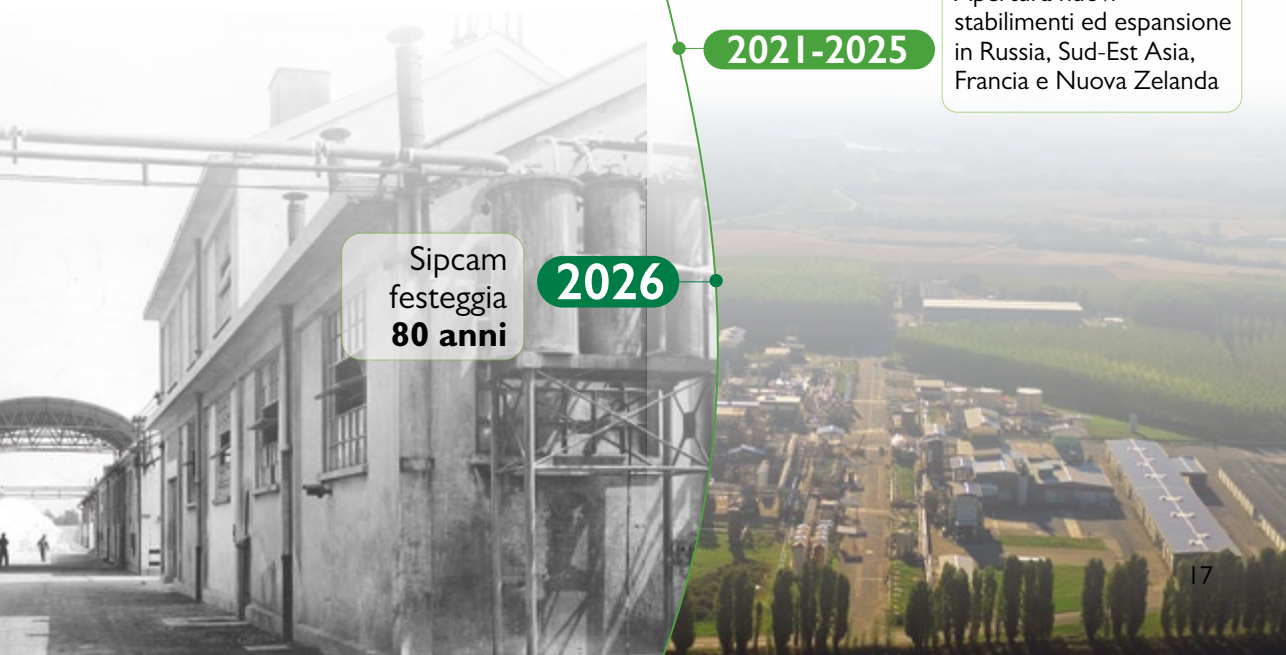 stabilimenti ed espansione
in Russia, Sud-Est Asia,
Francia e Nuova Zelanda
2021-2025
Sipcam
festeggia
80 anni
2026
17